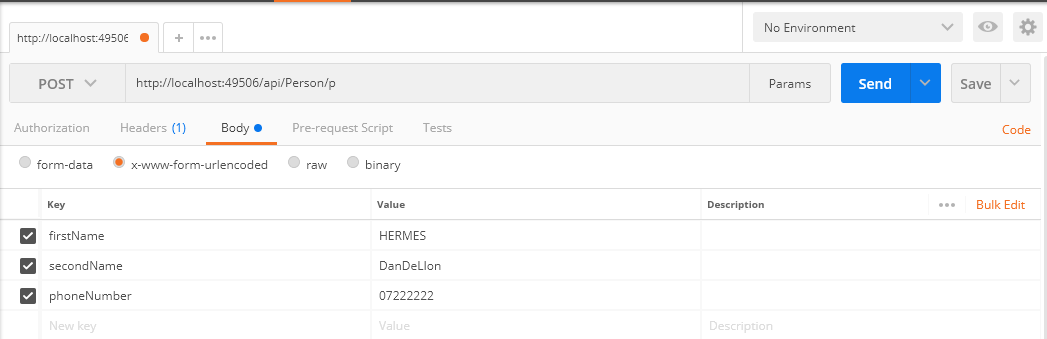 http://localhost:49506
No Environment
POST http://localhost:49506/api/Person/p Params Send Save
Authorization Headers (1) Body Pre-request Script Tests Code
form-data x-www-form-urlencoded raw binary
Key Value Description ••• Bulk Edit
firstName HERMES
secondName DanDeLIon
phoneNumber 07222222
New key Value Description